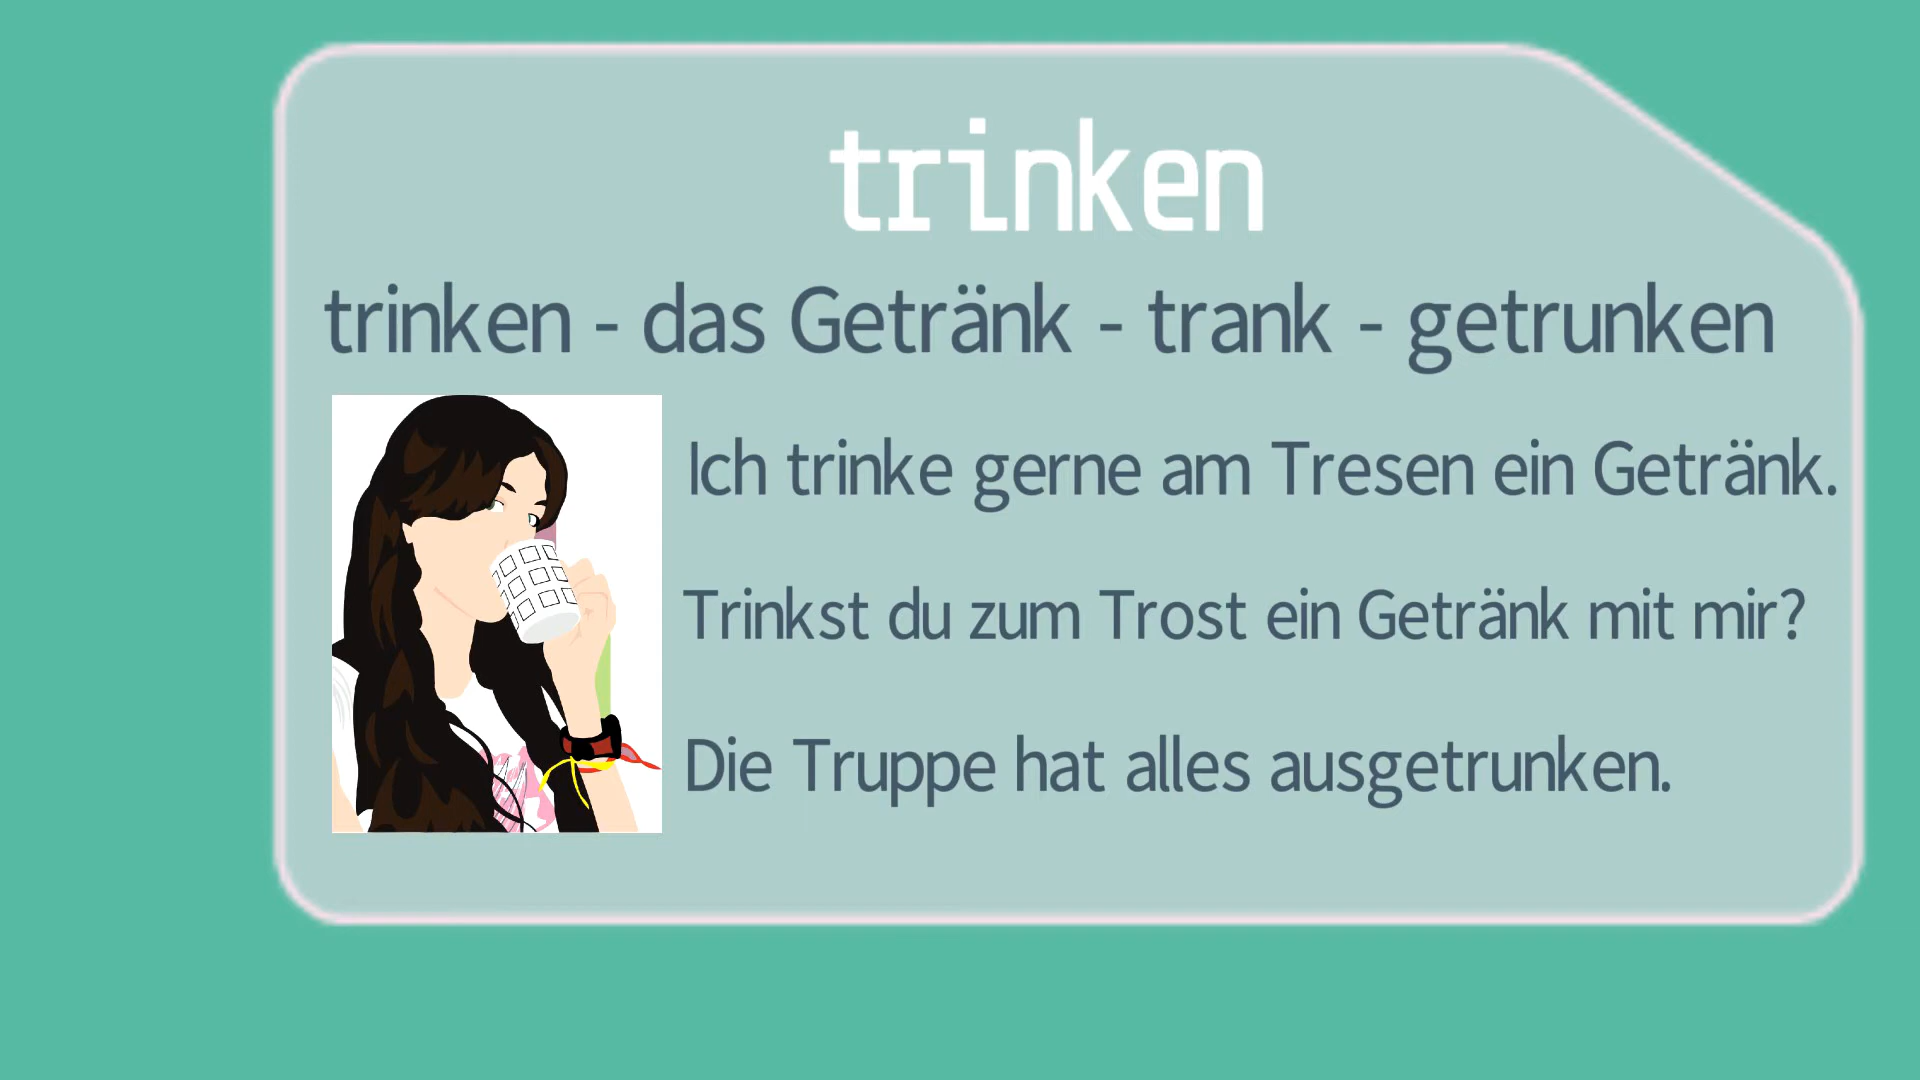 trinken
trinken - das Getränk - trank - getrunken
Ich trinke gerne am Tresen ein Getränk.
Trinkst du zum Trost ein Getränk mit mir?
Die Truppe hat alles ausgetrunken.